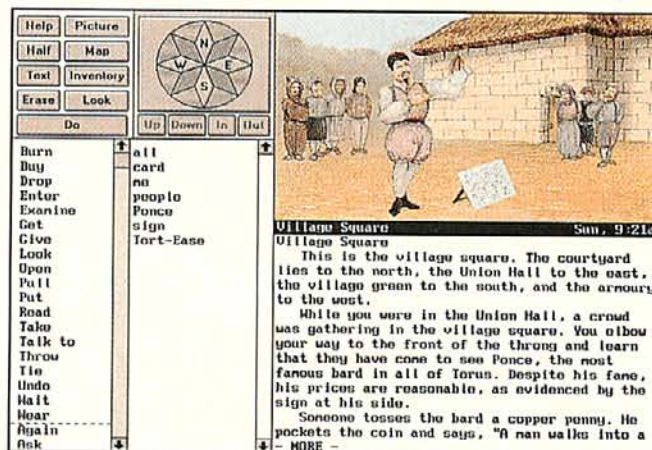 Help Picture
Half Map
Text Inventory
Erase Look
Do
N
W E
S
Up Down In Out
Burn
Buy
Drop
Enter
Examine
Get
Give
Look
Open
Pull
Put
Read
Take
Talk to
Throw
Tie
Undo
Wait
Wear
Again
Ask
all
card
me
people
Ponce
sign
Tort-Ease
Village Square Sun, 9:21a
Village Square
This is the village square. The courtyard
lies to the north, the Union Hall to the east,
the village green to the south, and the armoury
to the west.
While you were in the Union Hall, a crowd
was gathering in the village square. You elbow
your way to the front of the throng and learn
that they have come to see Ponce, the most
famous bard in all of Torus. Despite his fame,
his prices are reasonable, as evidenced by the
sign at his side.
Someone tosses the bard a copper penny. He
pockets the coin and says, "A man walks into a
- MORE -